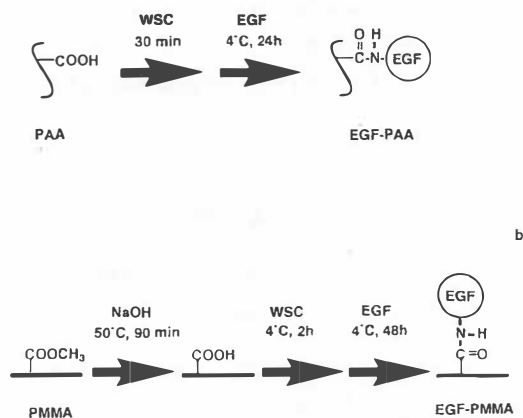 WSC EGF
30 min 4°C, 24h
O H
COOH C-N- EGF
PAA EGF-PAA
b
EGF
NaOH WSC EGF N-H
50°C, 90 min 4°C, 2h 4°C, 48h
COOCH₃ COOH C=O
PMMA EGF-PMMA